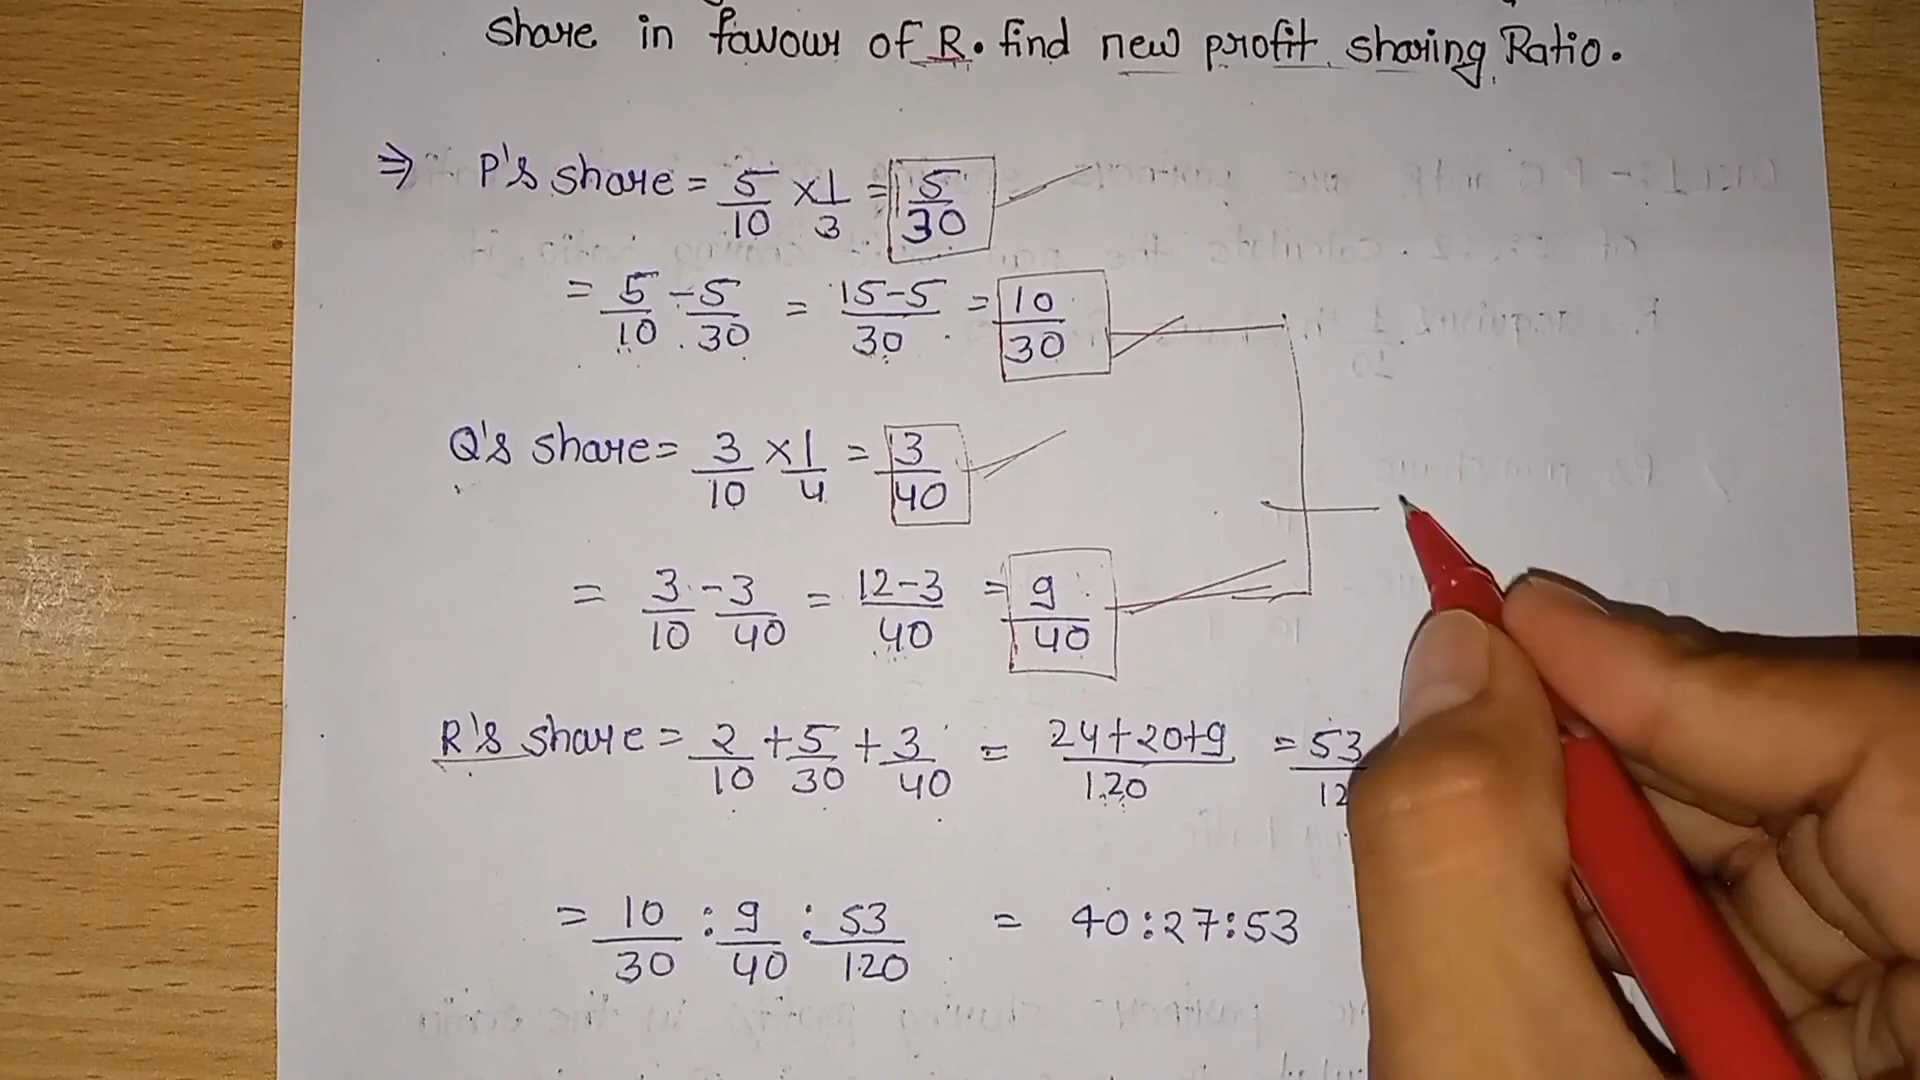 share in favour of R. find new profit sharing Ratio.
⇒ P's share = 5/10 × 1/3 = 5/30
= 5/10 - 5/30 = 15-5/30 = 10/30
Q's share = 3/10 × 1/4 = 3/40
= 3/10 - 3/40 = 12-3/40 = 9/40
R's share = 2/10 + 5/30 + 3/40 = 24+20+9/120 = 53/12
= 10/30 : 9/40 : 53/120 = 40:27:53